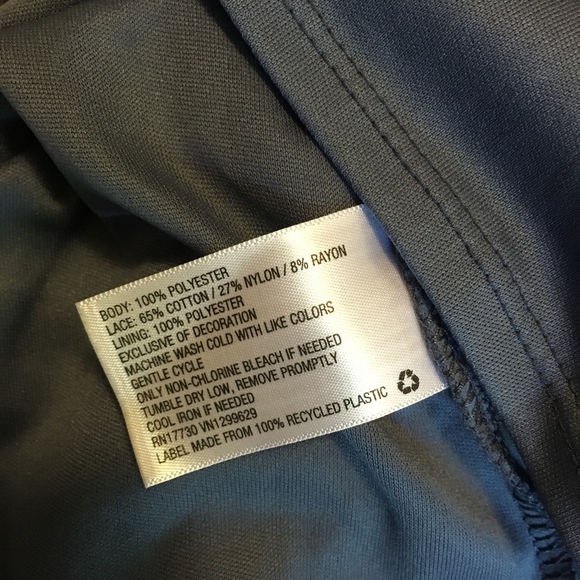 BODY: 100% POLYESTER
LACE: 65% COTTON / 27% NYLON / 8% RAYON
LINING: 100% POLYESTER
EXCLUSIVE OF DECORATION
MACHINE WASH COLD WITH LIKE COLORS
GENTLE CYCLE
ONLY NON-CHLORINE BLEACH IF NEEDED
TUMBLE DRY LOW, REMOVE PROMPTLY
COOL IRON IF NEEDED
RN17730 VN1299629
LABEL MADE FROM 100% RECYCLED PLASTIC